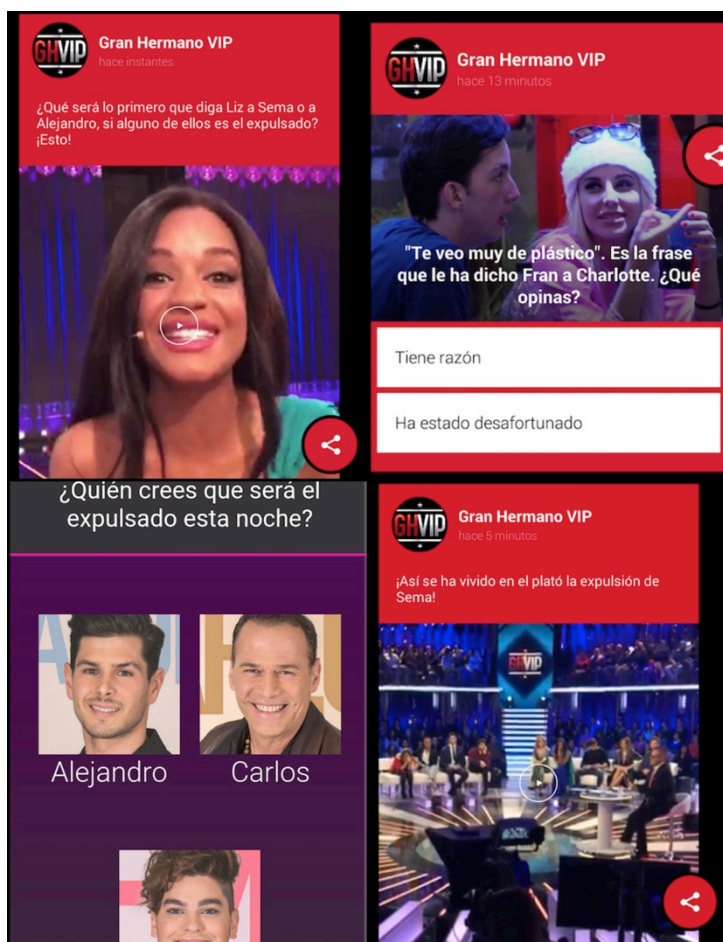 GHVIP
Gran Hermano VIP
hace instantes
¿Qué será lo primero que diga Liz a Sema o a
Alejandro, si alguno de ellos es el expulsado?
¡Esto!
GHVIP
Gran Hermano VIP
hace 13 minutos
"Te veo muy de plástico". Es la frase
que le ha dicho Fran a Charlotte. ¿Qué
opinas?
Tiene razón
Ha estado desafortunado
¿Quién crees que será el
expulsado esta noche?
Alejandro
Carlos
GHVIP
Gran Hermano VIP
hace 5 minutos
¡Así se ha vivido en el plató la expulsión de
Sema!
GHVIP